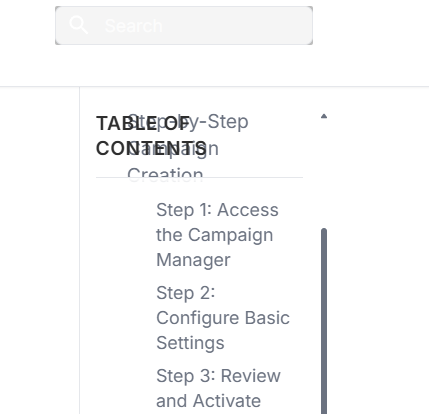 Search
TABLE OF
CONTENTS
Step-by-Step
Campaign
Creation
Step 1: Access
the Campaign
Manager
Step 2:
Configure Basic
Settings
Step 3: Review
and Activate